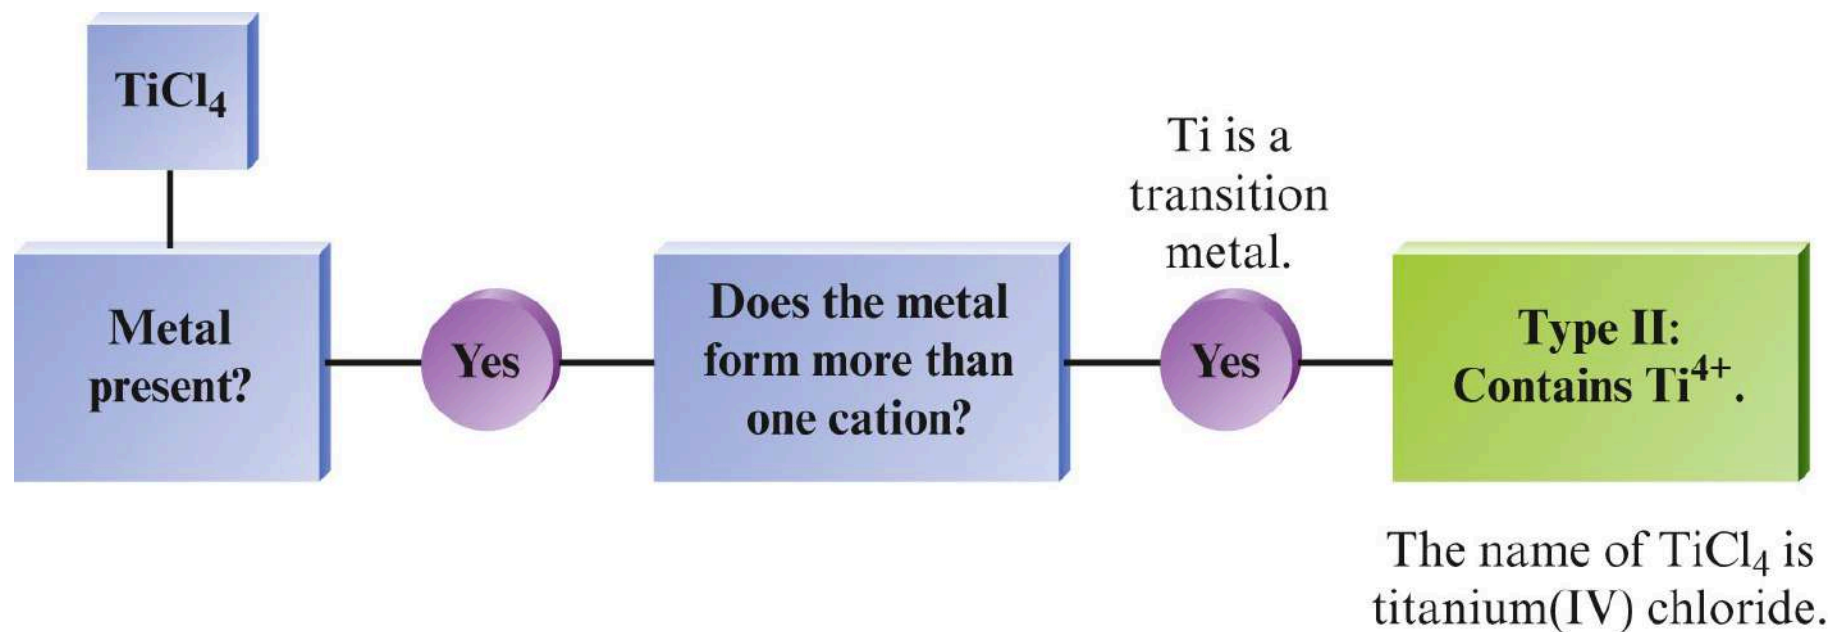 TiCl₄
Metal
present?
Yes
Does the metal
form more than
one cation?
Ti is a
transition
metal.
Yes
Type II:
Contains Ti⁴⁺.
The name of TiCl₄ is
titanium(IV) chloride.